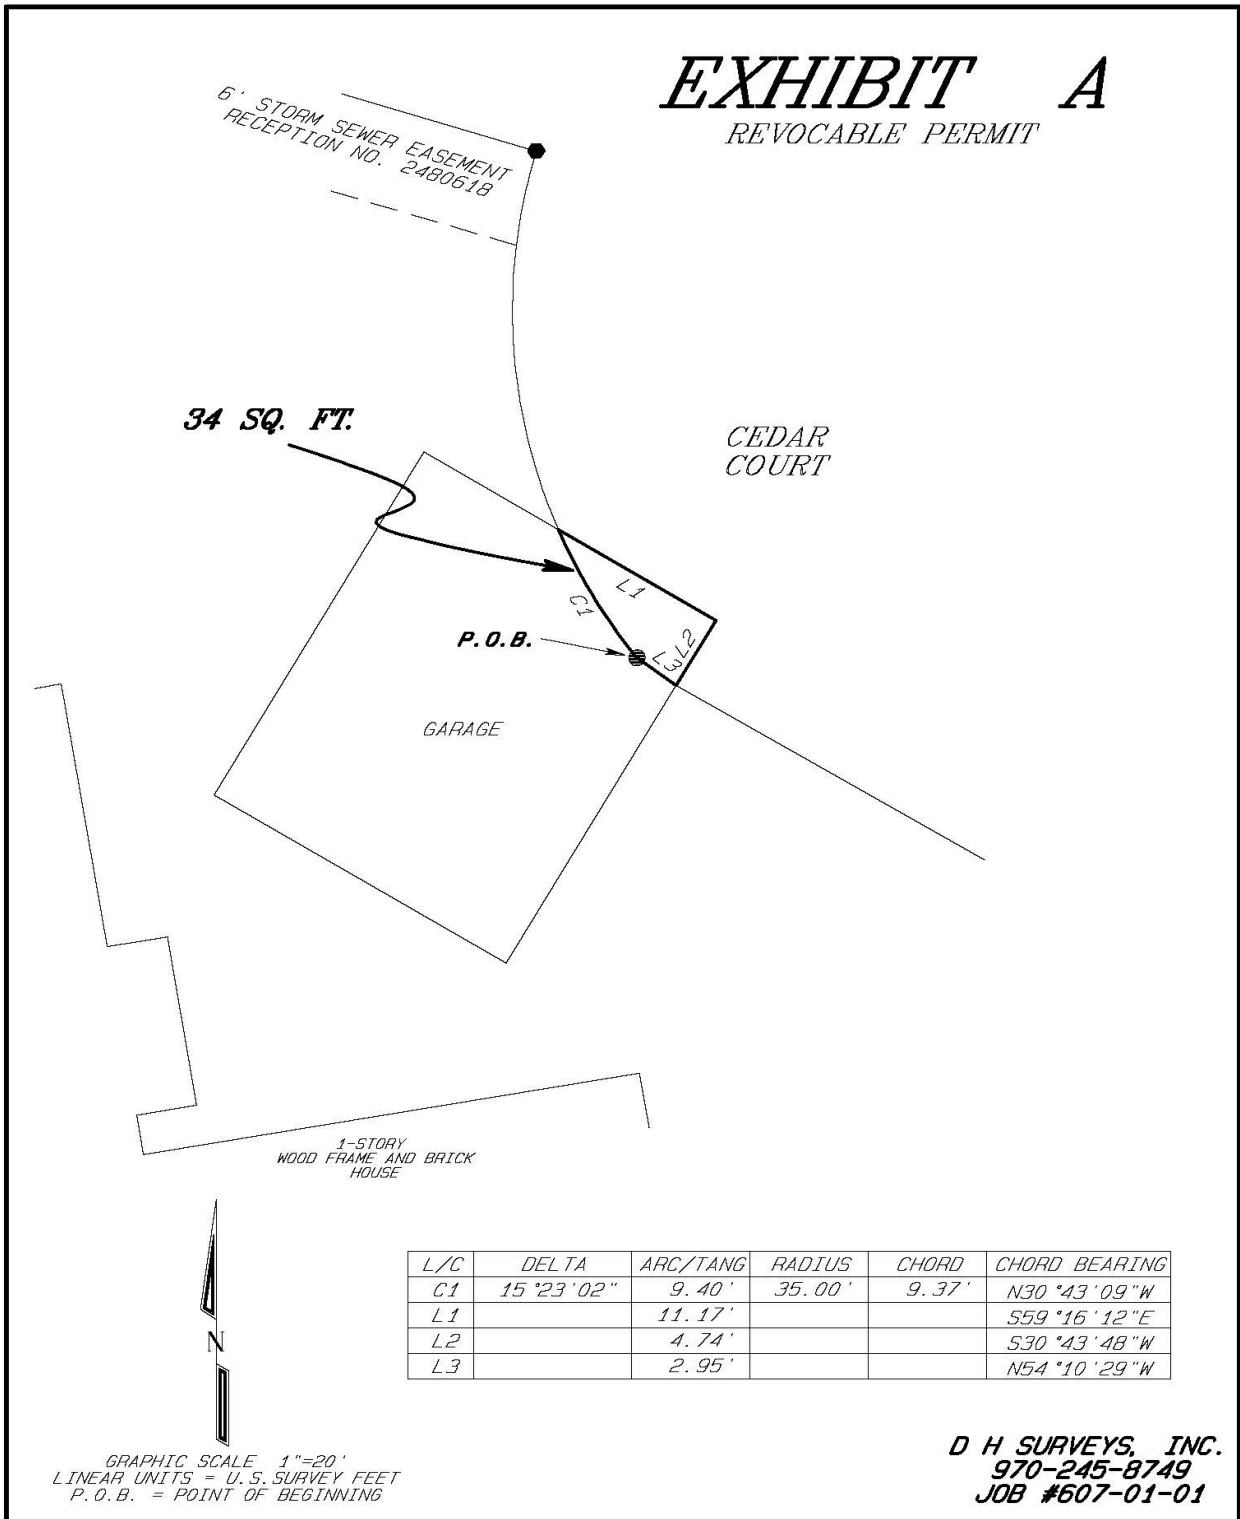 EXHIBIT A
REVOCABLE PERMIT
6' STORM SEWER EASEMENT
RECEPTION NO. 2480618
34 SQ. FT.
CEDAR
COURT
L1
C1
P.O.B.
L3
L2
GARAGE
1-STORY
WOOD FRAME AND BRICK
HOUSE
N
L/C DELTA ARC/TANG RADIUS CHORD CHORD BEARING
C1 15°23'02" 9.40' 35.00' 9.37' N30°43'09"W
L1 11.17' S59°16'12"E
L2 4.74' S30°43'48"W
L3 2.95' N54°10'29"W
GRAPHIC SCALE 1"=20'
LINEAR UNITS = U.S. SURVEY FEET
P.O.B. = POINT OF BEGINNING
D H SURVEYS, INC.
970-245-8749
JOB #607-01-01